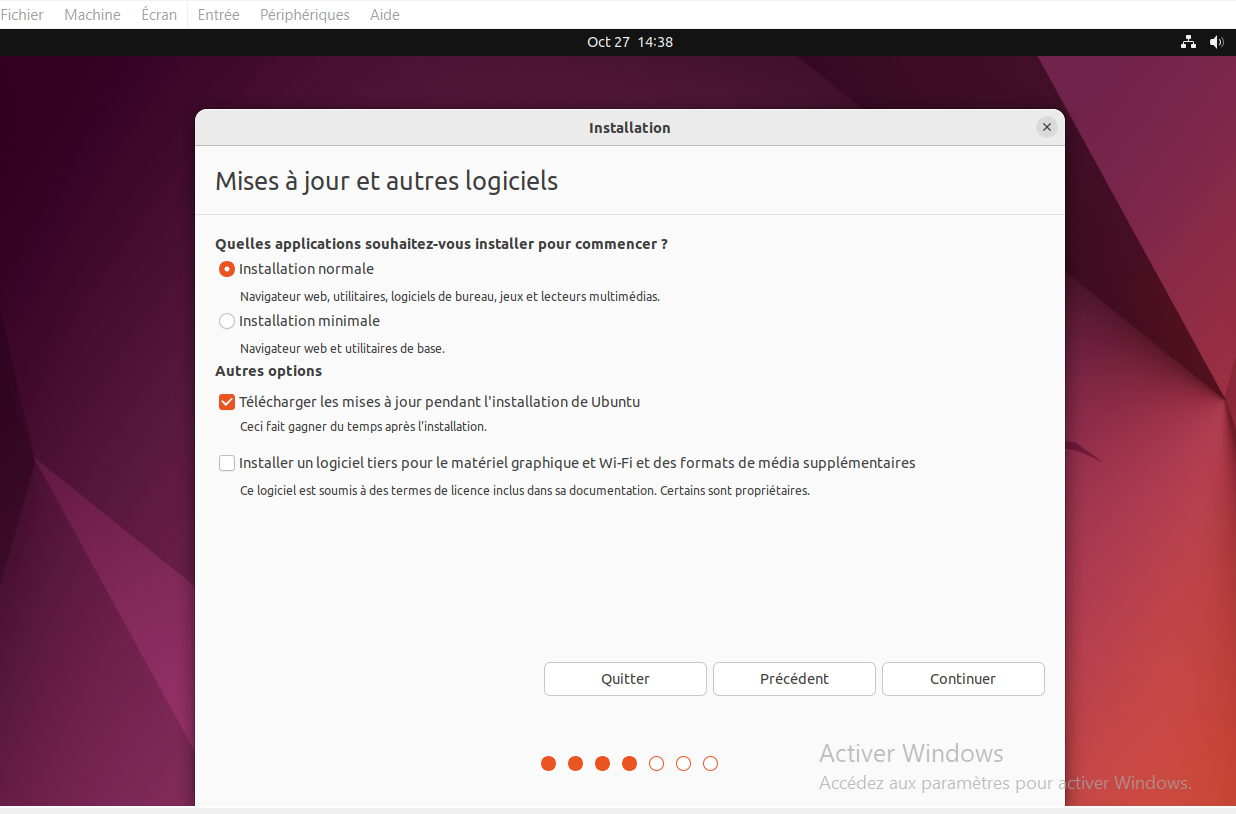 Fichier Machine Écran Entrée Périphériques Aide
Oct 27 14:38
Installation
Mises à jour et autres logiciels
Quelles applications souhaitez-vous installer pour commencer ?
Installation normale
Navigateur web, utilitaires, logiciels de bureau, jeux et lecteurs multimédias.
Installation minimale
Navigateur web et utilitaires de base.
Autres options
Télécharger les mises à jour pendant l'installation de Ubuntu
Ceci fait gagner du temps après l'installation.
Installer un logiciel tiers pour le matériel graphique et Wi-Fi et des formats de média supplémentaires
Ce logiciel est soumis à des termes de licence inclus dans sa documentation. Certains sont propriétaires.
Quitter Précédent Continuer
Activer Windows
Accédez aux paramètres pour activer Windows.